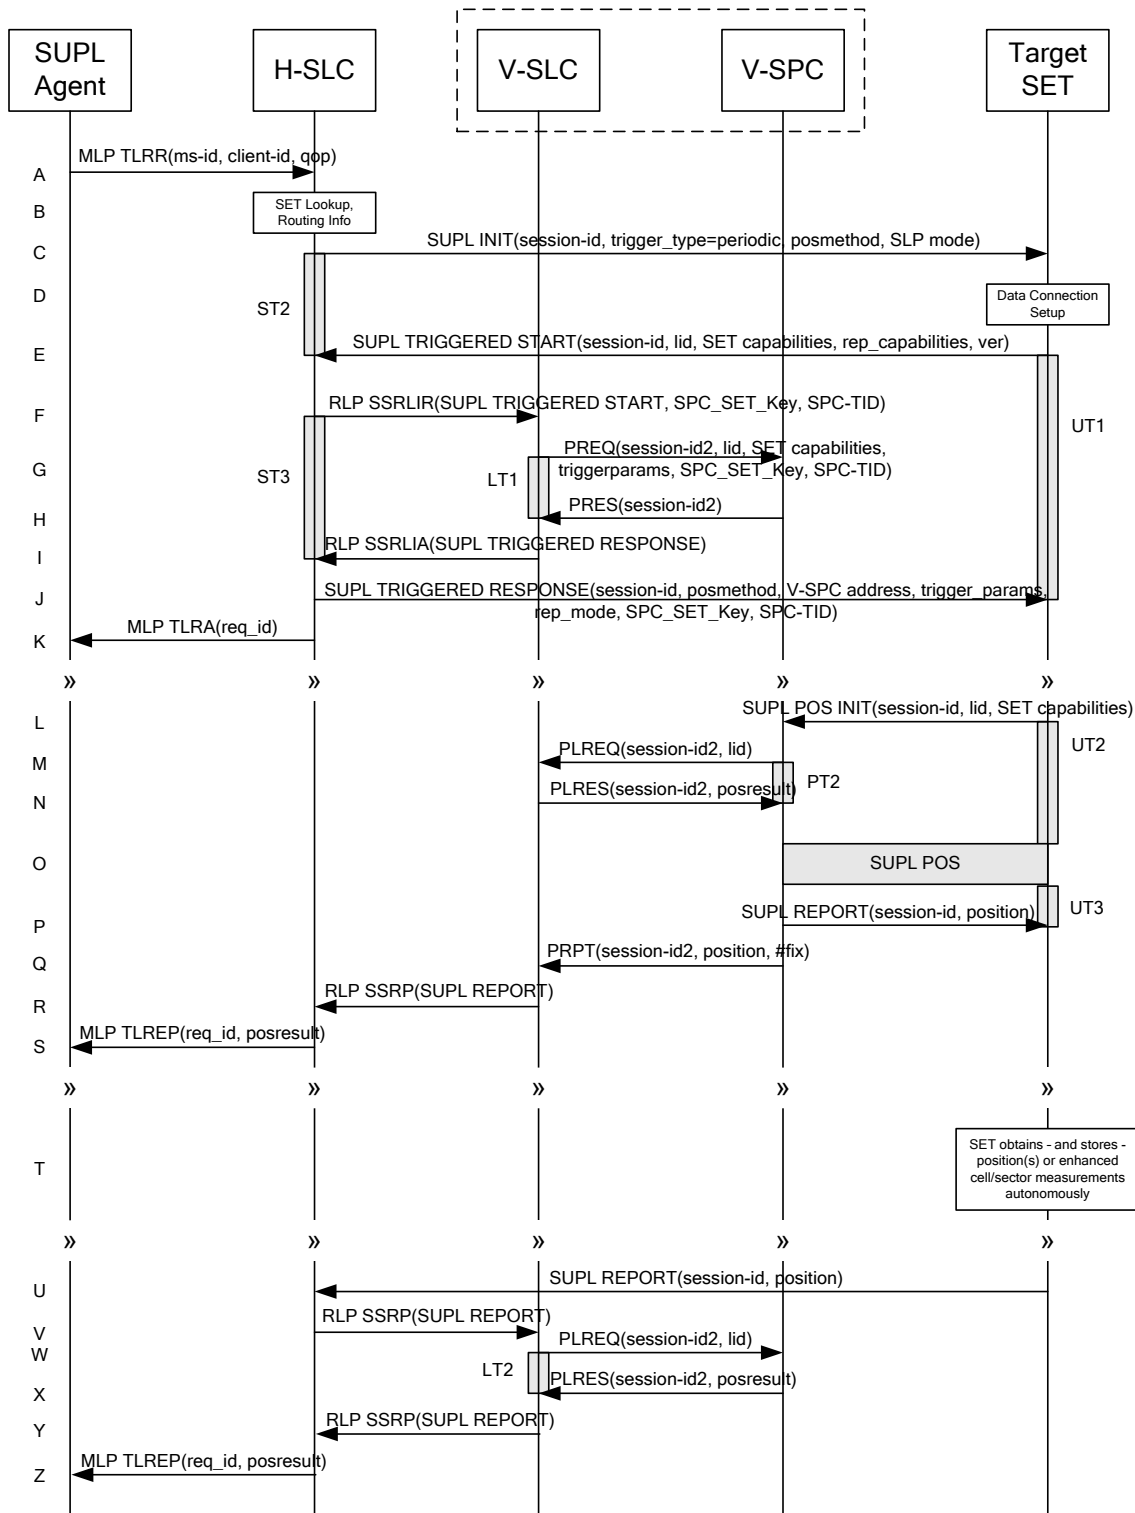 SUPL
Agent
H-SLC
V-SLC
V-SPC
Target
SET
A
MLP TLRR(ms-id, client-id, qop)
B
SET Lookup,
Routing Info
C
SUPL INIT(session-id, trigger_type=periodic, posmethod, SLP mode)
D
ST2
Data Connection
Setup
E
SUPL TRIGGERED START(session-id, lid, SET capabilities, rep_capabilities, ver)
F
RLP SSRLIR(SUPL TRIGGERED START, SPC_SET_Key, SPC-TID)
UT1
G
ST3
LT1
PREQ(session-id2, lid, SET capabilities,
triggerparams, SPC_SET_Key, SPC-TID)
H
PRES(session-id2)
I
RLP SSRLIA(SUPL TRIGGERED RESPONSE)
J
SUPL TRIGGERED RESPONSE(session-id, posmethod, V-SPC address, trigger_params,
rep_mode, SPC_SET_Key, SPC-TID)
K
MLP TLRA(req_id)
» » » » »
L
SUPL POS INIT(session-id, lid, SET capabilities)
M
PLREQ(session-id2, lid)
UT2
N
PLRES(session-id2, posresult)
PT2
O
SUPL POS
P
SUPL REPORT(session-id, position)
UT3
Q
PRPT(session-id2, position, #fix)
R
RLP SSRP(SUPL REPORT)
S
MLP TLREP(req_id, posresult)
» » » » »
T
SET obtains - and stores -
position(s) or enhanced
cell/sector measurements
autonomously
» » » » »
U
SUPL REPORT(session-id, position)
V
RLP SSRP(SUPL REPORT)
W
PLREQ(session-id2, lid)
LT2
X
PLRES(session-id2, posresult)
Y
RLP SSRP(SUPL REPORT)
Z
MLP TLREP(req_id, posresult)